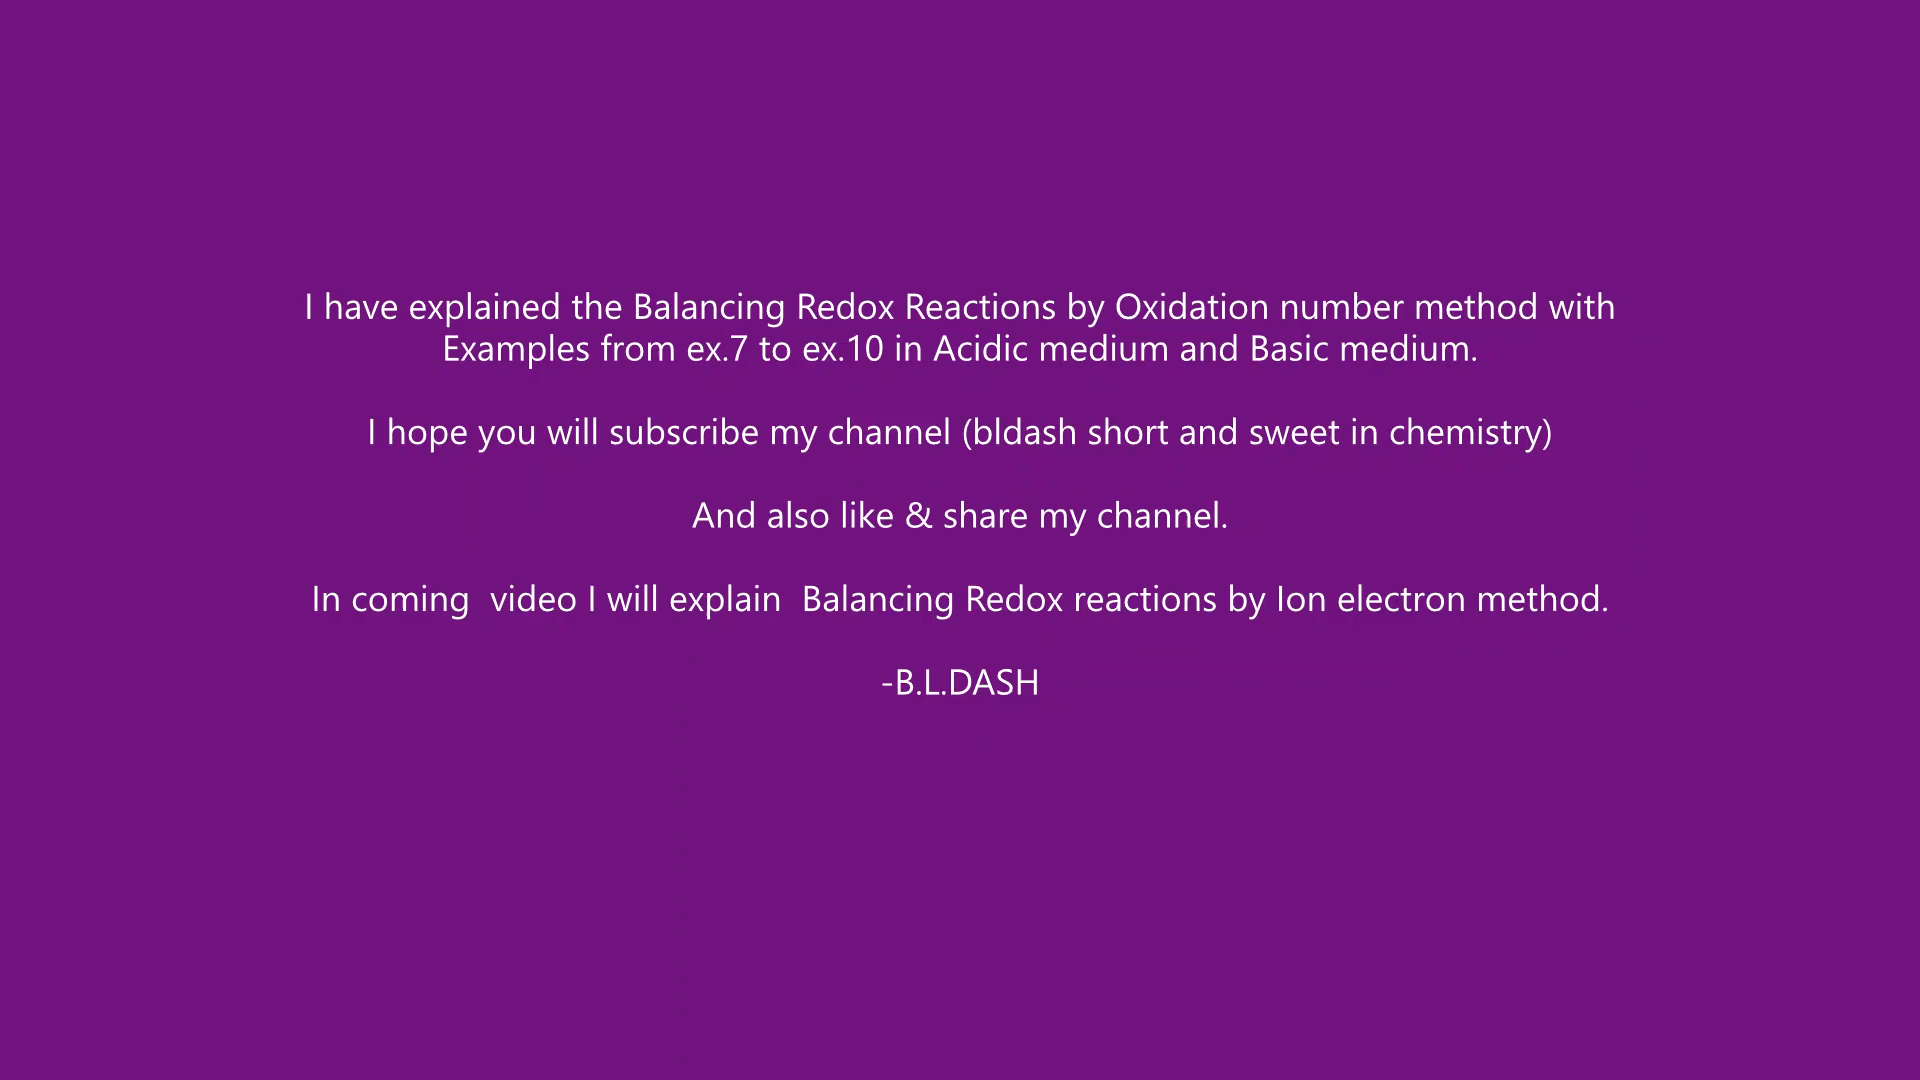 I have explained the Balancing Redox Reactions by Oxidation number method with
Examples from ex.7 to ex.10 in Acidic medium and Basic medium.
I hope you will subscribe my channel (bldash short and sweet in chemistry)
And also like & share my channel.
In coming  video I will explain  Balancing Redox reactions by Ion electron method.
-B.L.DASH